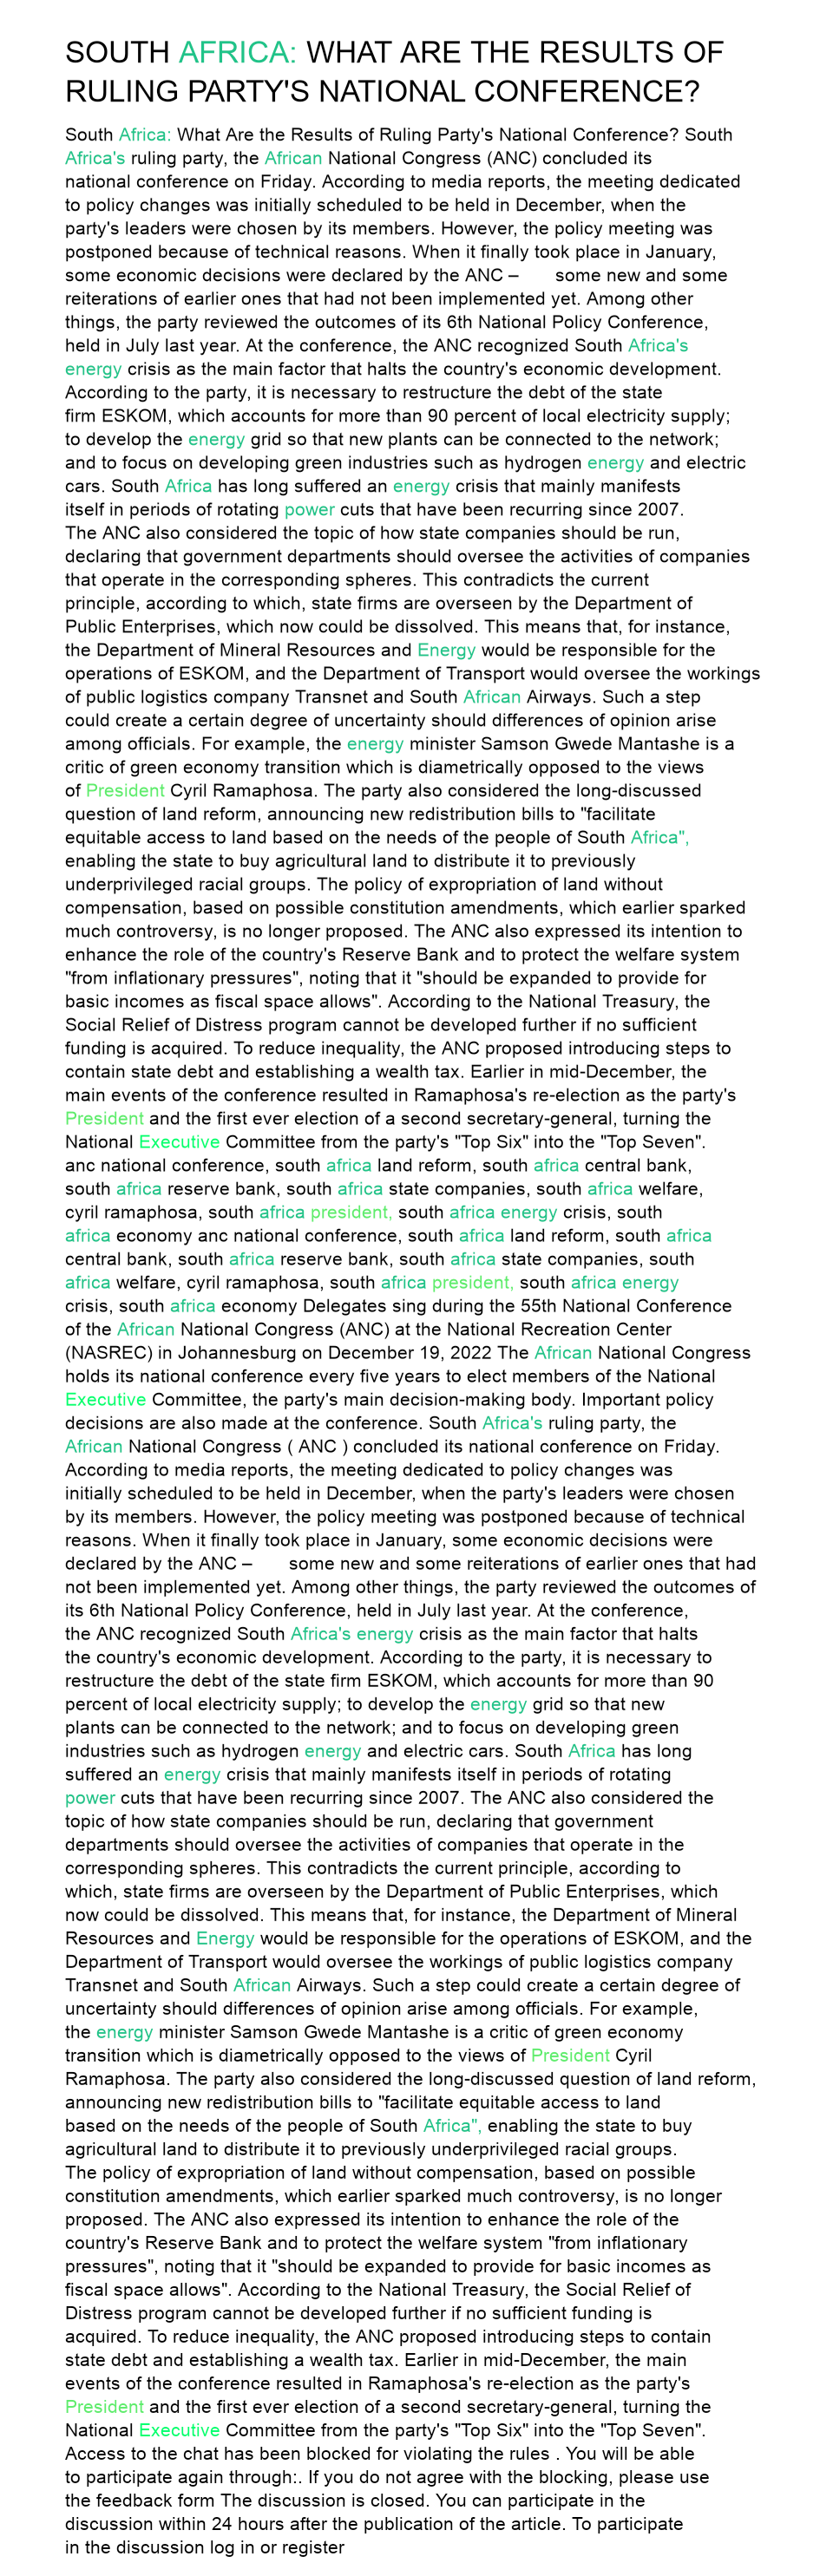 SOUTH AFRICA: WHAT ARE THE RESULTS OF
RULING PARTY'S NATIONAL CONFERENCE?
South Africa: What Are the Results of Ruling Party's National Conference? South
Africa's ruling party, the African National Congress (ANC) concluded its
national conference on Friday. According to media reports, the meeting dedicated
to policy changes was initially scheduled to be held in December, when the
party's leaders were chosen by its members. However, the policy meeting was
postponed because of technical reasons. When it finally took place in January,
some economic decisions were declared by the ANC – some new and some
reiterations of earlier ones that had not been implemented yet. Among other
things, the party reviewed the outcomes of its 6th National Policy Conference,
held in July last year. At the conference, the ANC recognized South Africa's
energy crisis as the main factor that halts the country's economic development.
According to the party, it is necessary to restructure the debt of the state
firm ESKOM, which accounts for more than 90 percent of local electricity supply;
to develop the energy grid so that new plants can be connected to the network;
and to focus on developing green industries such as hydrogen energy and electric
cars. South Africa has long suffered an energy crisis that mainly manifests
itself in periods of rotating power cuts that have been recurring since 2007.
The ANC also considered the topic of how state companies should be run,
declaring that government departments should oversee the activities of companies
that operate in the corresponding spheres. This contradicts the current
principle, according to which, state firms are overseen by the Department of
Public Enterprises, which now could be dissolved. This means that, for instance,
the Department of Mineral Resources and Energy would be responsible for the
operations of ESKOM, and the Department of Transport would oversee the workings
of public logistics company Transnet and South African Airways. Such a step
could create a certain degree of uncertainty should differences of opinion arise
among officials. For example, the energy minister Samson Gwede Mantashe is a
critic of green economy transition which is diametrically opposed to the views
of President Cyril Ramaphosa. The party also considered the long-discussed
question of land reform, announcing new redistribution bills to "facilitate
equitable access to land based on the needs of the people of South Africa",
enabling the state to buy agricultural land to distribute it to previously
underprivileged racial groups. The policy of expropriation of land without
compensation, based on possible constitution amendments, which earlier sparked
much controversy, is no longer proposed. The ANC also expressed its intention to
enhance the role of the country's Reserve Bank and to protect the welfare system
"from inflationary pressures", noting that it "should be expanded to provide for
basic incomes as fiscal space allows". According to the National Treasury, the
Social Relief of Distress program cannot be developed further if no sufficient
funding is acquired. To reduce inequality, the ANC proposed introducing steps to
contain state debt and establishing a wealth tax. Earlier in mid-December, the
main events of the conference resulted in Ramaphosa's re-election as the party's
President and the first ever election of a second secretary-general, turning the
National Executive Committee from the party's "Top Six" into the "Top Seven".
anc national conference, south africa land reform, south africa central bank,
south africa reserve bank, south africa state companies, south africa welfare,
cyril ramaphosa, south africa president, south africa energy crisis, south
africa economy anc national conference, south africa land reform, south africa
central bank, south africa reserve bank, south africa state companies, south
africa welfare, cyril ramaphosa, south africa president, south africa energy
crisis, south africa economy Delegates sing during the 55th National Conference
of the African National Congress (ANC) at the National Recreation Center
(NASREC) in Johannesburg on December 19, 2022 The African National Congress
holds its national conference every five years to elect members of the National
Executive Committee, the party's main decision-making body. Important policy
decisions are also made at the conference. South Africa's ruling party, the
African National Congress ( ANC ) concluded its national conference on Friday.
According to media reports, the meeting dedicated to policy changes was
initially scheduled to be held in December, when the party's leaders were chosen
by its members. However, the policy meeting was postponed because of technical
reasons. When it finally took place in January, some economic decisions were
declared by the ANC – some new and some reiterations of earlier ones that had
not been implemented yet. Among other things, the party reviewed the outcomes of
its 6th National Policy Conference, held in July last year. At the conference,
the ANC recognized South Africa's energy crisis as the main factor that halts
the country's economic development. According to the party, it is necessary to
restructure the debt of the state firm ESKOM, which accounts for more than 90
percent of local electricity supply; to develop the energy grid so that new
plants can be connected to the network; and to focus on developing green
industries such as hydrogen energy and electric cars. South Africa has long
suffered an energy crisis that mainly manifests itself in periods of rotating
power cuts that have been recurring since 2007. The ANC also considered the
topic of how state companies should be run, declaring that government
departments should oversee the activities of companies that operate in the
corresponding spheres. This contradicts the current principle, according to
which, state firms are overseen by the Department of Public Enterprises, which
now could be dissolved. This means that, for instance, the Department of Mineral
Resources and Energy would be responsible for the operations of ESKOM, and the
Department of Transport would oversee the workings of public logistics company
Transnet and South African Airways. Such a step could create a certain degree of
uncertainty should differences of opinion arise among officials. For example,
the energy minister Samson Gwede Mantashe is a critic of green economy
transition which is diametrically opposed to the views of President Cyril
Ramaphosa. The party also considered the long-discussed question of land reform,
announcing new redistribution bills to "facilitate equitable access to land
based on the needs of the people of South Africa", enabling the state to buy
agricultural land to distribute it to previously underprivileged racial groups.
The policy of expropriation of land without compensation, based on possible
constitution amendments, which earlier sparked much controversy, is no longer
proposed. The ANC also expressed its intention to enhance the role of the
country's Reserve Bank and to protect the welfare system "from inflationary
pressures", noting that it "should be expanded to provide for basic incomes as
fiscal space allows". According to the National Treasury, the Social Relief of
Distress program cannot be developed further if no sufficient funding is
acquired. To reduce inequality, the ANC proposed introducing steps to contain
state debt and establishing a wealth tax. Earlier in mid-December, the main
events of the conference resulted in Ramaphosa's re-election as the party's
President and the first ever election of a second secretary-general, turning the
National Executive Committee from the party's "Top Six" into the "Top Seven".
Access to the chat has been blocked for violating the rules . You will be able
to participate again through:. If you do not agree with the blocking, please use
the feedback form The discussion is closed. You can participate in the
discussion within 24 hours after the publication of the article. To participate
in the discussion log in or register